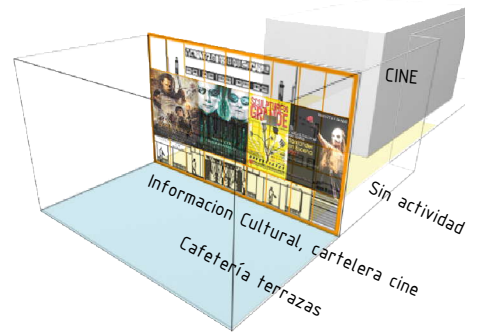 CINE
Sin actividad
Informacion Cultural, cartelera cine
Cafetería terrazas